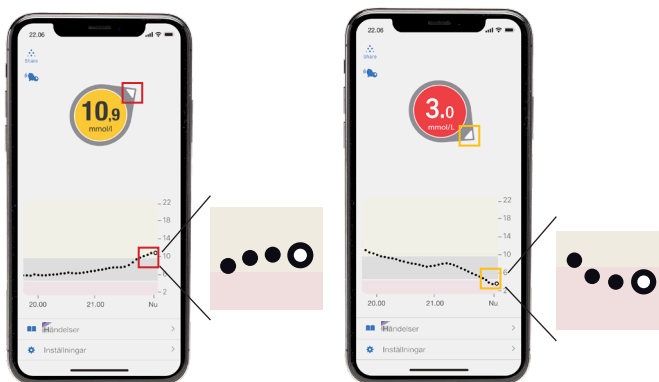 22.06
Share
10,9
mmol/l
22
18
14
10
6
2
20.00
21.00
Nu
Händelser
Inställningar
22.06
Share
3.0
mmol/L
22
18
14
10
6
2
20.00
21.00
Nu
Händelser
Inställningar